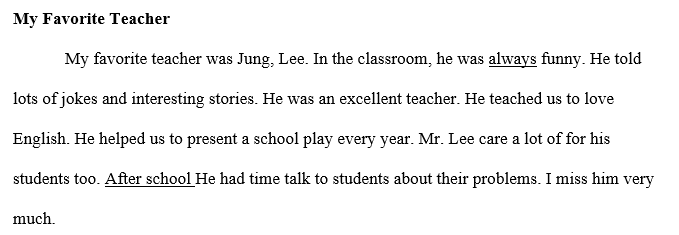 My Favorite Teacher
My favorite teacher was Jung, Lee. In the classroom, he was always funny. He told
lots of jokes and interesting stories. He was an excellent teacher. He teached us to love
English. He helped us to present a school play every year. Mr. Lee care a lot of for his
students too. After school He had time talk to students about their problems. I miss him very
much.